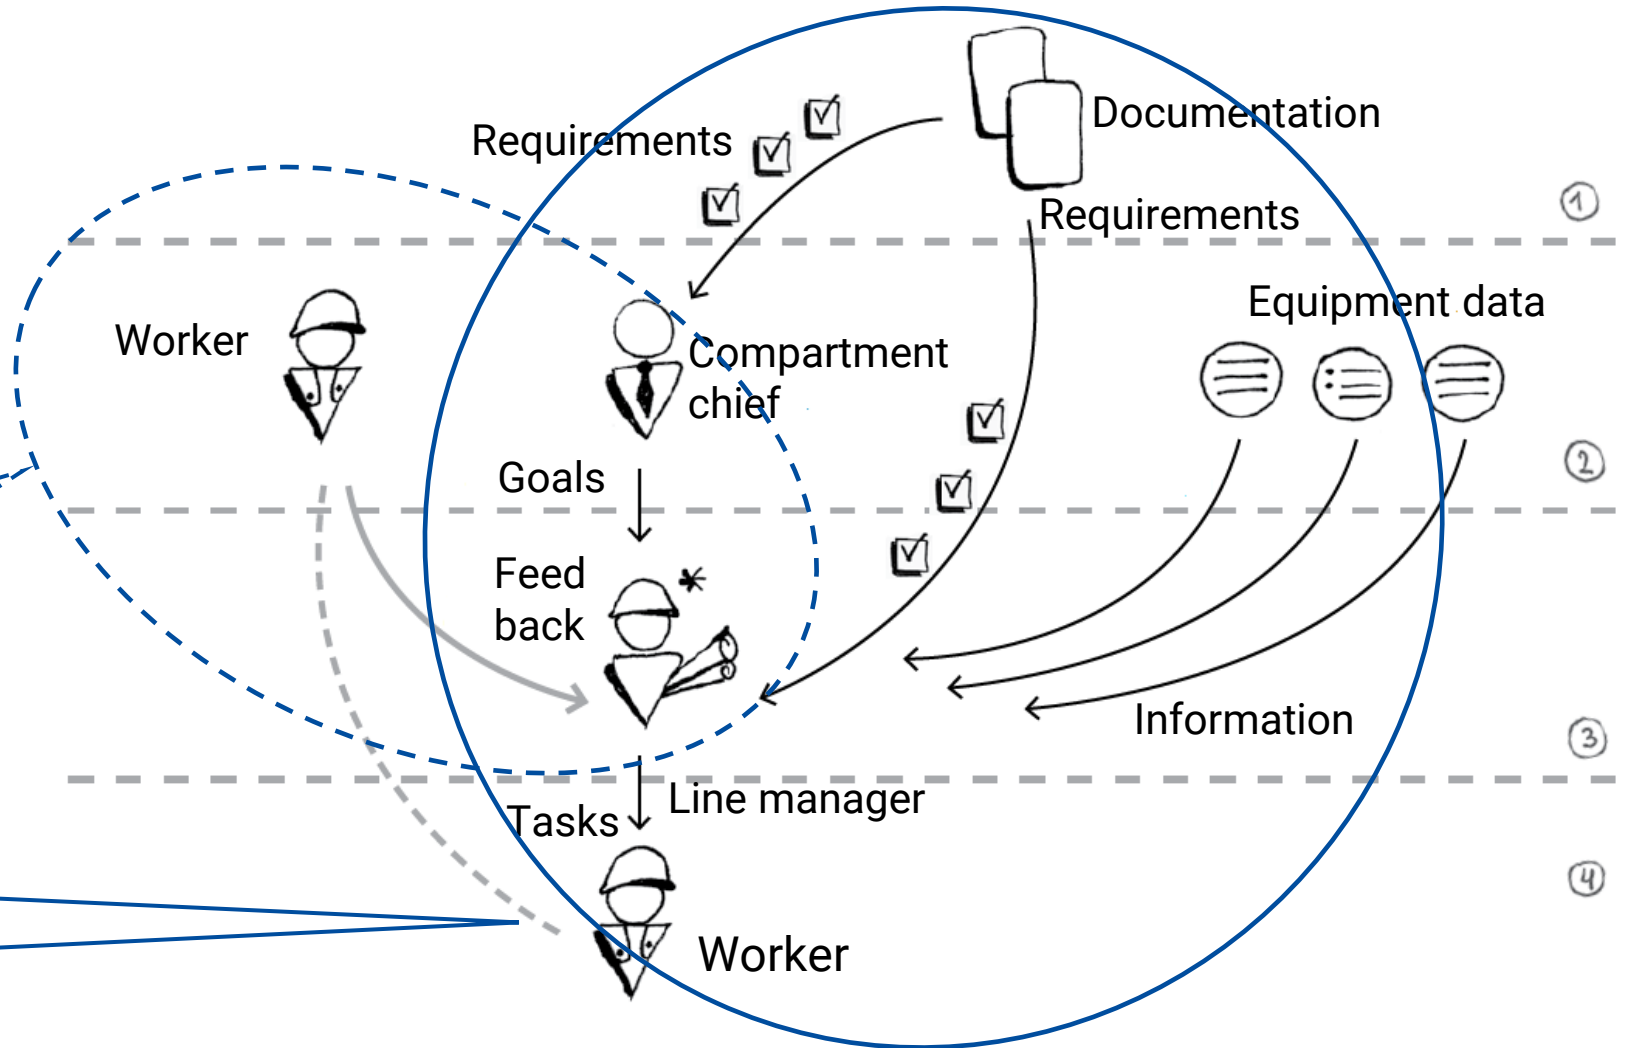 Documentation
Requirements
Requirements
1
Equipment data
Worker
Compartment
chief
2
Goals
Feed
back
Information
3
Line manager
Tasks
4
Worker